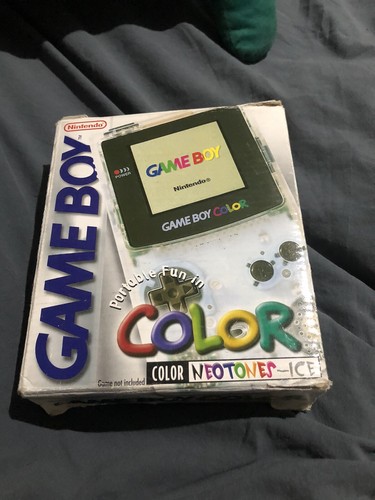 Nintendo
GAME BOY
POWER
GAME BOY
Nintendo
GAME BOY COLOR
Portable Fun in
COLOR
Game not included
COLOR NEOTONES-ICE